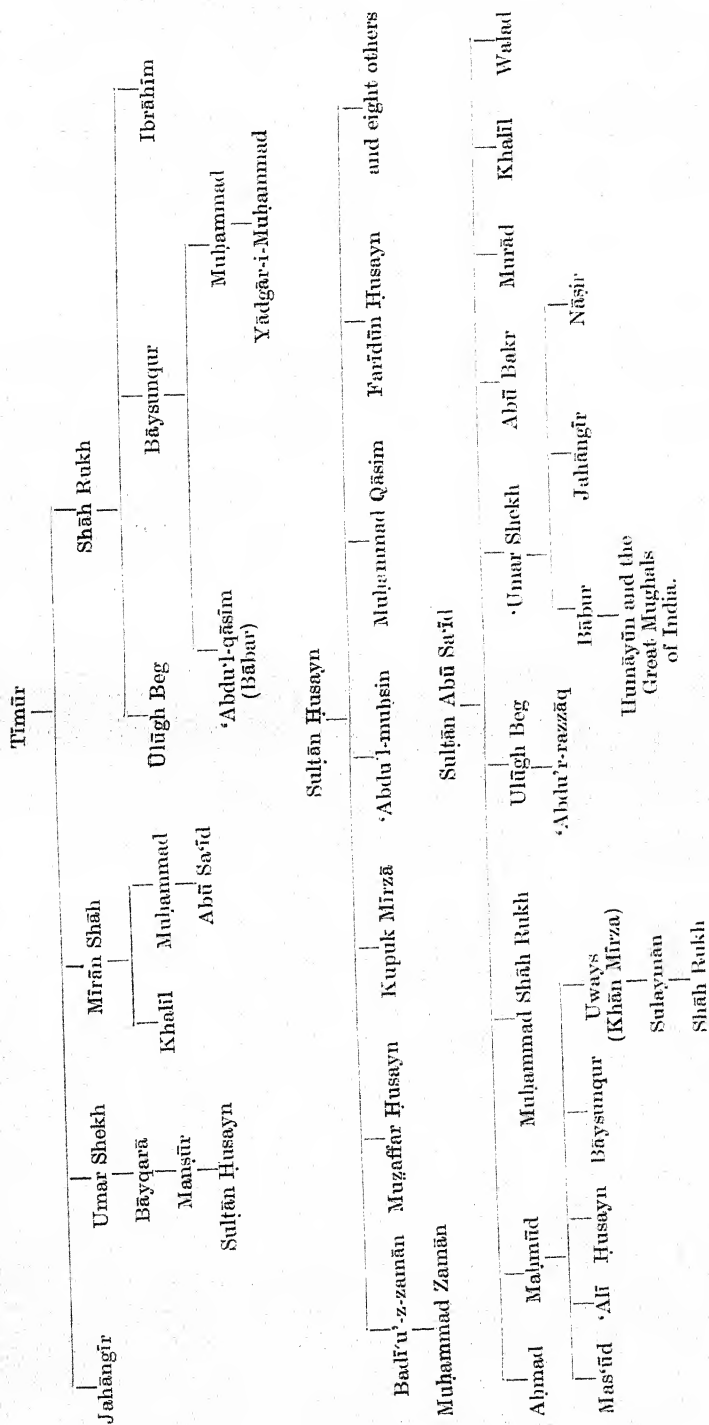 Tīmūr
Jahāngīr
Umar Shekh
Mīrān Shāh
Shāh Rukh
Bāyqarā
Khalīl
Muḥammad
Ūlūgh Beg
Bāysunqur
Ibrāhīm
Manṣūr
Abū Sa‘īd
‘Abdu’l-qāsim
(Bābar)
Muḥammad
Sulṭān Ḥusayn
Yādgār-i-Muḥammad
Sulṭān Ḥusayn
Badī‘u’-z-zamān
Muẓaffar Ḥusayn
Kupuk Mīrzā
‘Abdu’l-muḥsin
Muḥammad Qāsim
Farīdūn Ḥusayn
and eight others
Muḥammad Zamān
Sulṭān Abū Sa‘īd
Aḥmad
Maḥmūd
Muḥammad Shāh Rukh
Ulūgh Beg
‘Umar Shekh
Abū Bakr
Murād
Khalīl
Walad
‘Abdu’r-razzāq
Mas‘ūd
‘Alī
Ḥusayn
Bāysunqur
Uways
(Khān Mīrza)
Bābur
Jahāngīr
Nāṣir
Sulaymān
Humāyūn and the
Great Mughals
of India.
Shāh Rukh